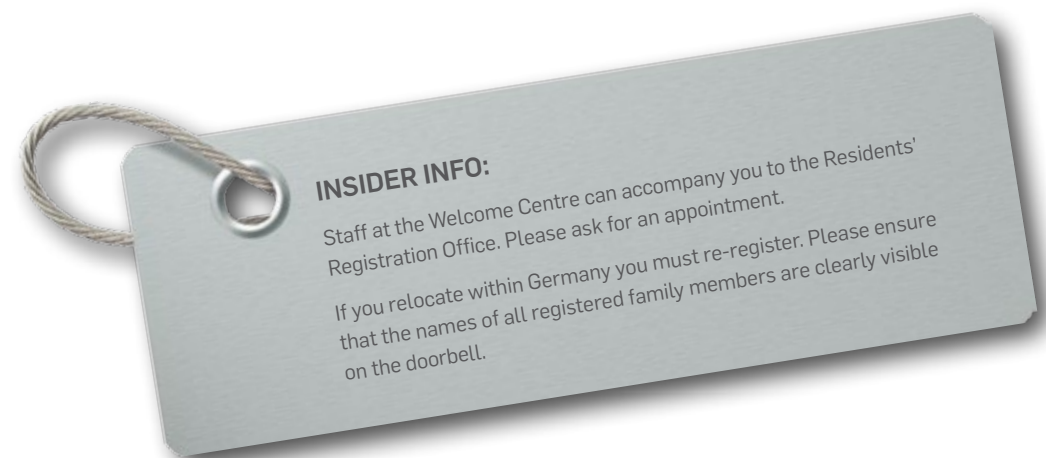 INSIDER INFO:
Staff at the Welcome Centre can accompany you to the Residents'
Registration Office. Please ask for an appointment.
If you relocate within Germany you must re-register. Please ensure
that the names of all registered family members are clearly visible
on the doorbell.